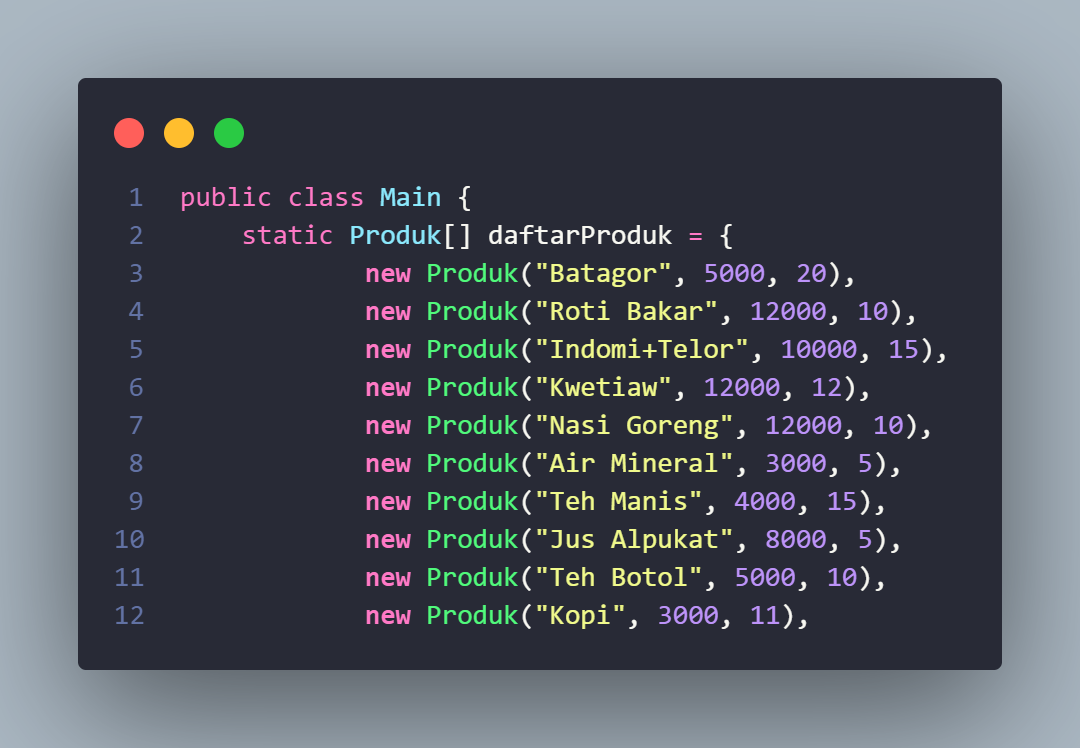 1 public class Main {
2 static Produk[] daftarProduk = {
3 new Produk("Batagor", 5000, 20),
4 new Produk("Roti Bakar", 12000, 10),
5 new Produk("Indomi+Telor", 10000, 15),
6 new Produk("Kwetiaw", 12000, 12),
7 new Produk("Nasi Goreng", 12000, 10),
8 new Produk("Air Mineral", 3000, 5),
9 new Produk("Teh Manis", 4000, 15),
10 new Produk("Jus Alpukat", 8000, 5),
11 new Produk("Teh Botol", 5000, 10),
12 new Produk("Kopi", 3000, 11),